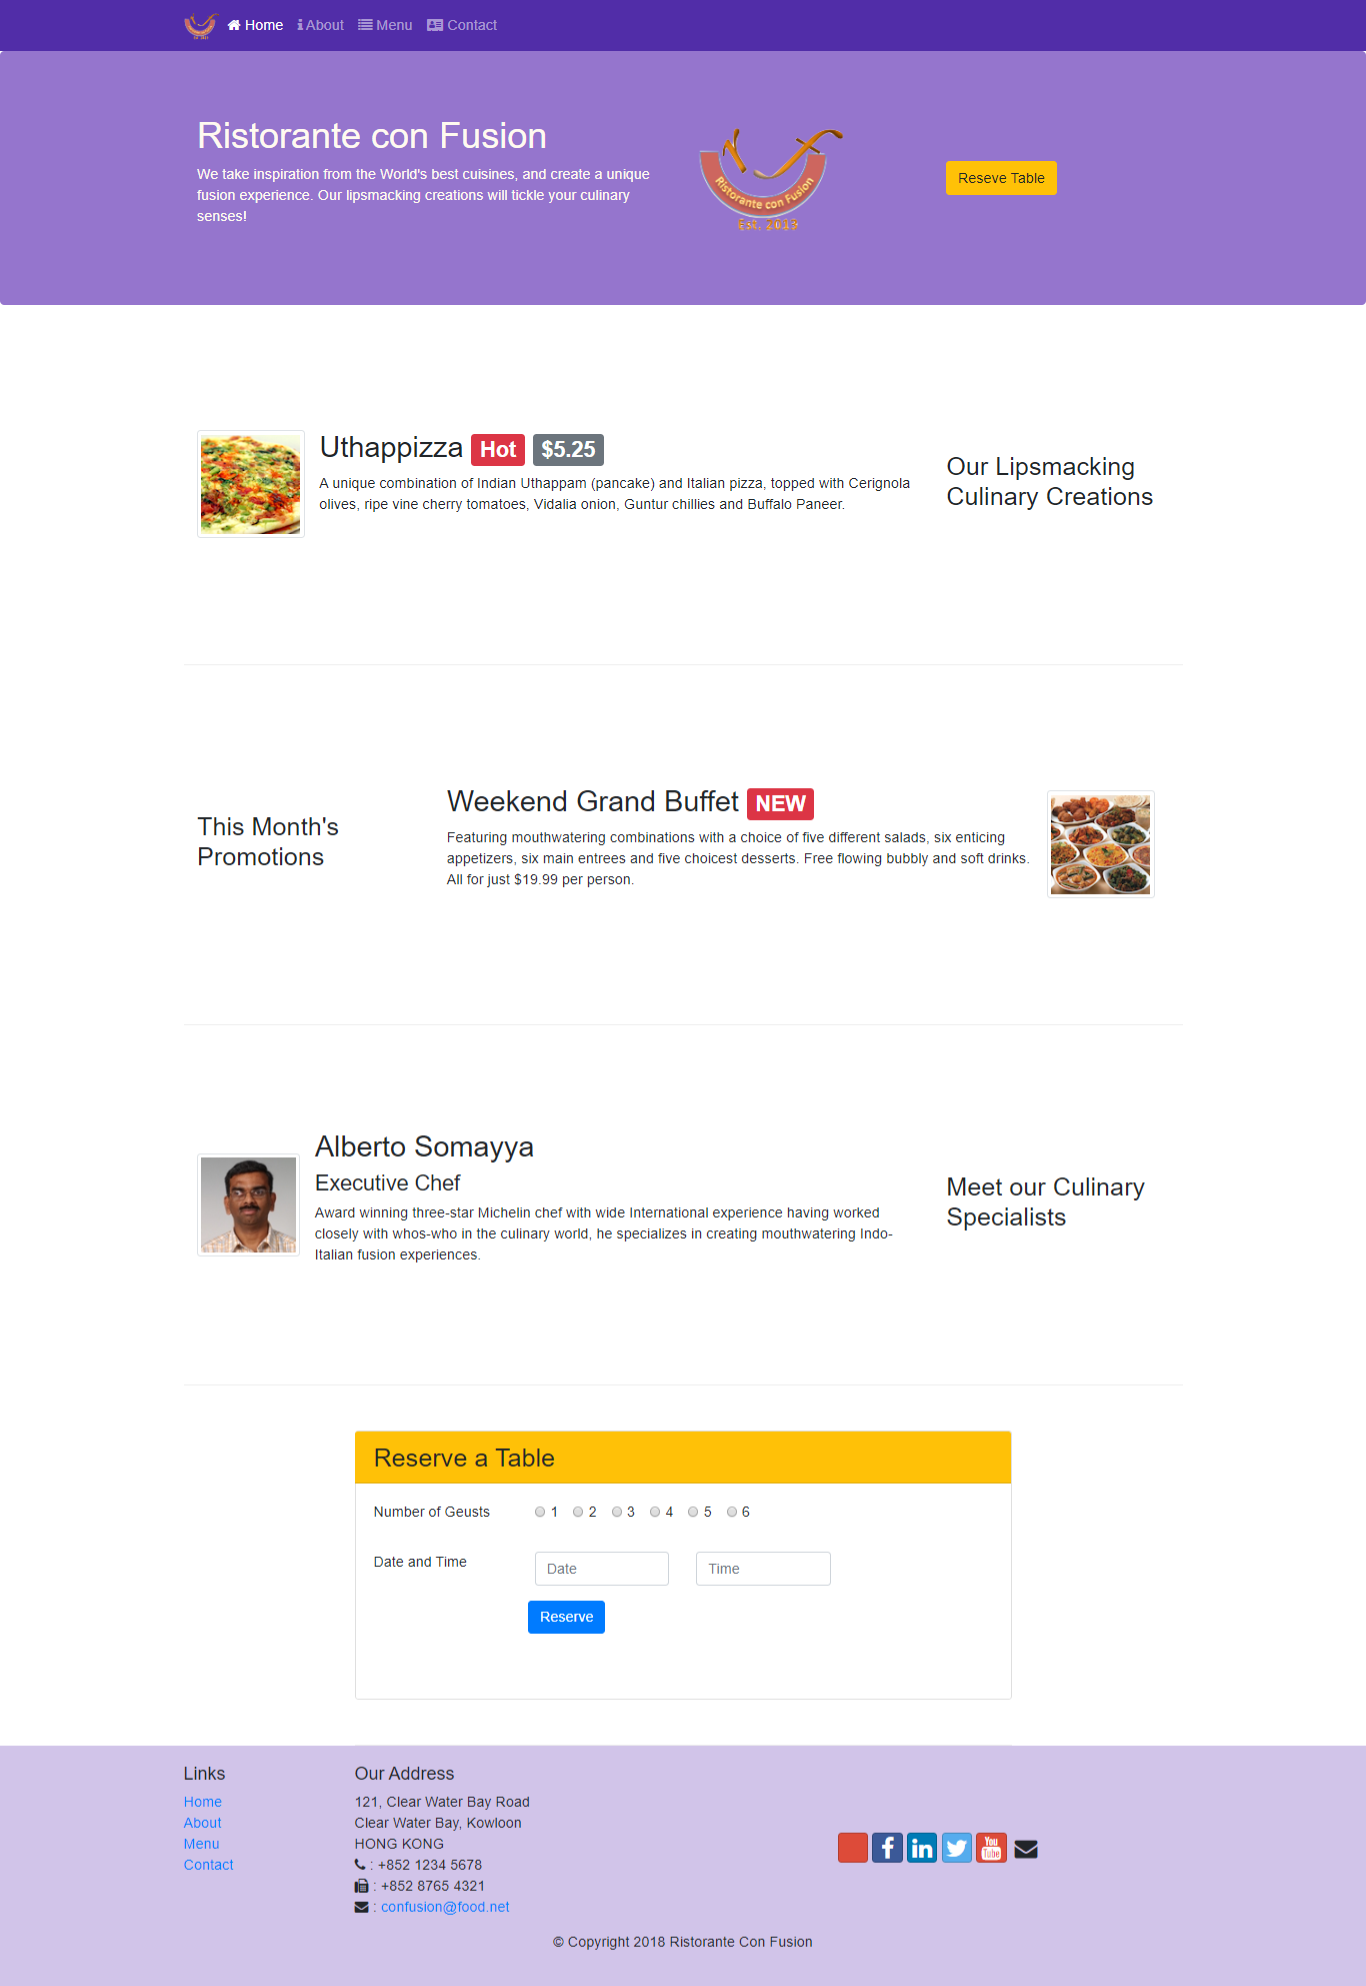 Home About Menu Contact
Ristorante con Fusion
We take inspiration from the World's best cuisines, and create a unique
fusion experience. Our lipsmacking creations will tickle your culinary
senses!
Ristorante con Fusion
Est. 2013
Reseve Table
Uthappizza Hot $5.25
A unique combination of Indian Uthappam (pancake) and Italian pizza, topped with Cerignola
olives, ripe vine cherry tomatoes, Vidalia onion, Guntur chillies and Buffalo Paneer.
Our Lipsmacking
Culinary Creations
This Month's
Promotions
Weekend Grand Buffet NEW
Featuring mouthwatering combinations with a choice of five different salads, six enticing
appetizers, six main entrees and five choicest desserts. Free flowing bubbly and soft drinks.
All for just $19.99 per person.
Alberto Somayya
Executive Chef
Award winning three-star Michelin chef with wide International experience having worked
closely with whos-who in the culinary world, he specializes in creating mouthwatering Indo-
Italian fusion experiences.
Meet our Culinary
Specialists
Reserve a Table
Number of Geusts 1 2 3 4 5 6
Date and Time Date Time
Reserve
Links
Home
About
Menu
Contact
Our Address
121, Clear Water Bay Road
Clear Water Bay, Kowloon
HONG KONG
: +852 1234 5678
: +852 8765 4321
: confusion@food.net
f in You Tube
© Copyright 2018 Ristorante Con Fusion